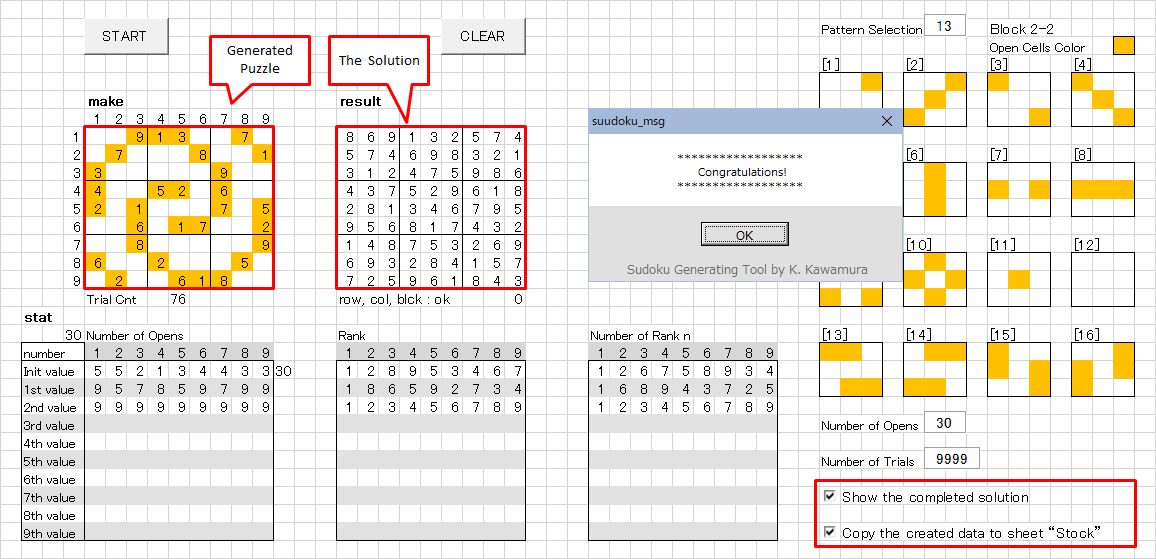 START
Generated
Puzzle
The Solution
CLEAR
Pattern Selection 13 Block 2-2
Open Cells Color
[1] [2] [3] [4]
make
1 2 3 4 5 6 7 8 9
1 9 1 3 7
2 7 8 1
3 3 9
4 4 5 2 6
5 2 1 7 5
6 6 1 7 2
7 8 9
8 6 2 5
9 2 6 1 8
Trial Cnt 76
result
8 6 9 1 3 2 5 7 4
5 7 4 6 9 8 3 2 1
3 1 2 4 7 5 9 8 6
4 3 7 5 2 9 6 1 8
2 8 1 3 4 6 7 9 5
9 5 6 8 1 7 4 3 2
1 4 8 7 5 3 2 6 9
6 9 3 2 8 4 1 5 7
7 2 5 9 6 1 8 4 3
row, col, blck : ok 0
suudoku_msg
******************
Congratulations!
******************
OK
Sudoku Generating Tool by K. Kawamura
[6] [7] [8]
[10] [11] [12]
[13] [14] [15] [16]
stat
30 Number of Opens
number 1 2 3 4 5 6 7 8 9
Init value 5 5 2 1 3 4 4 3 3 30
1st value 9 5 7 8 5 7 9 9 9
2nd value 9 9 9 9 9 9 9 9 9
3rd value
4th value
5th value
6th value
7th value
8th value
9th value
Rank
1 2 3 4 5 6 7 8 9
1 2 8 9 5 3 4 6 7
1 8 6 5 9 2 7 3 4
1 2 3 4 5 6 7 8 9
Number of Rank n
1 2 3 4 5 6 7 8 9
1 2 6 7 5 8 9 3 4
1 6 8 9 4 3 7 2 5
1 2 3 4 5 6 7 8 9
Number of Opens 30
Number of Trials 9999
Show the completed solution
Copy the created data to sheet “Stock”